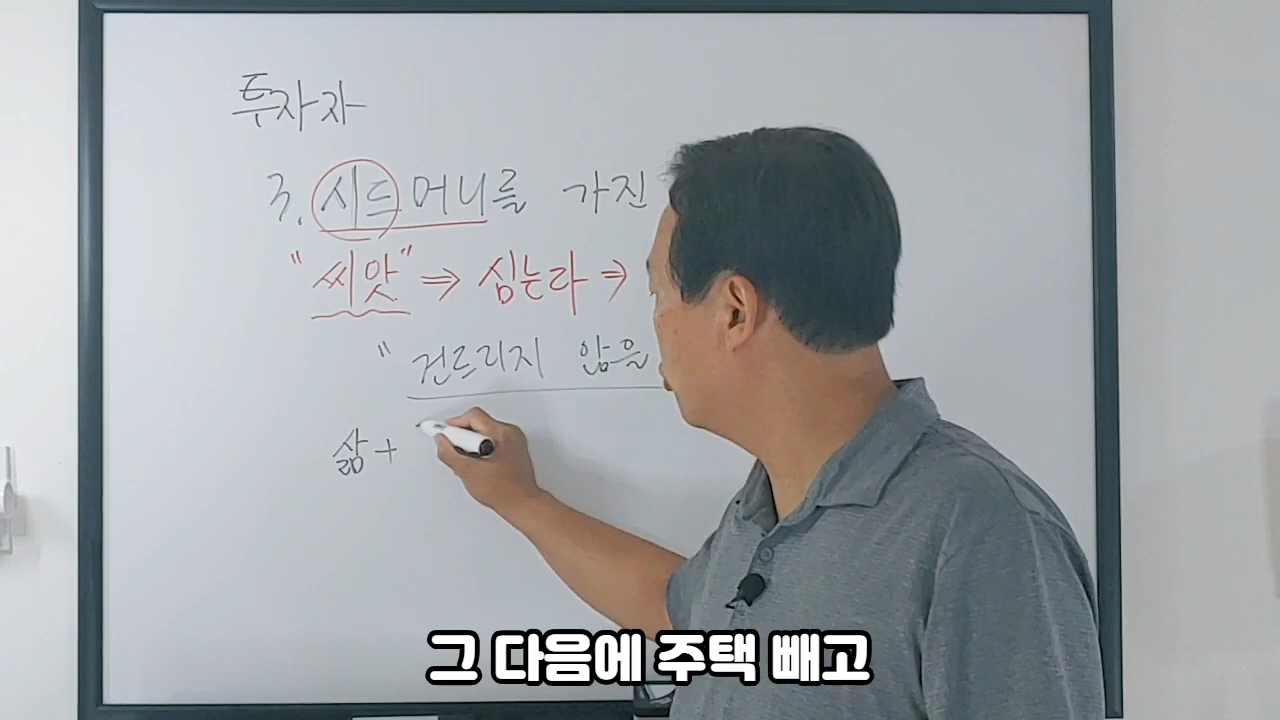 투자자
3. 시드머니를 가진
"씨앗" ⇒ 심는다 ⇒
" 건드리지 않을
삶 +
그 다음에 주택 빼고